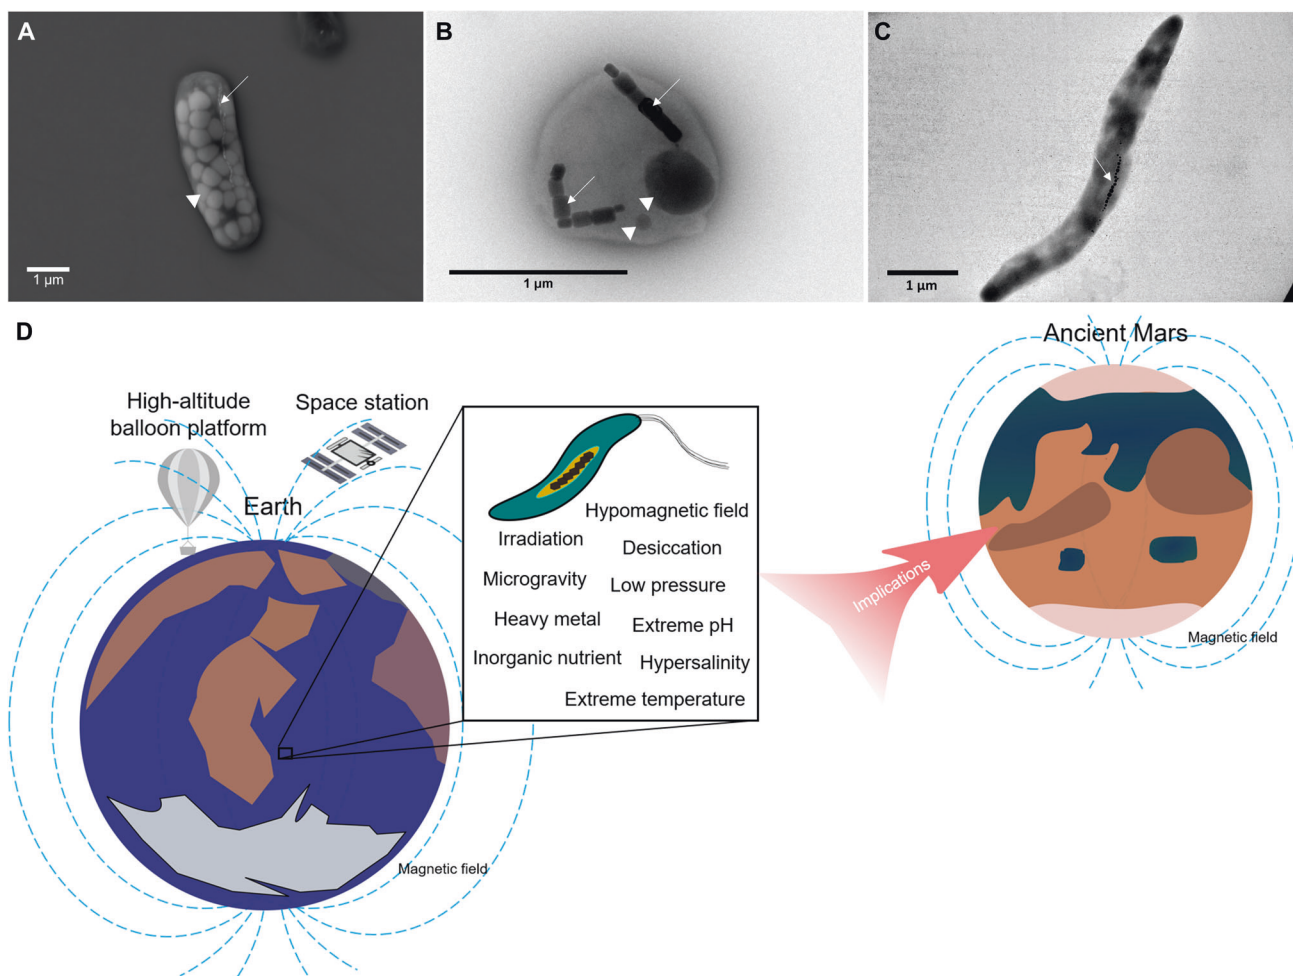 A
1 µm
B
1 µm
C
1 µm
D
High-altitude
balloon platform
Space station
Earth
Magnetic field
Hypomagnetic field
Irradiation
Desiccation
Microgravity
Low pressure
Heavy metal
Extreme pH
Inorganic nutrient
Hypersalinity
Extreme temperature
Implications
Ancient Mars
Magnetic field